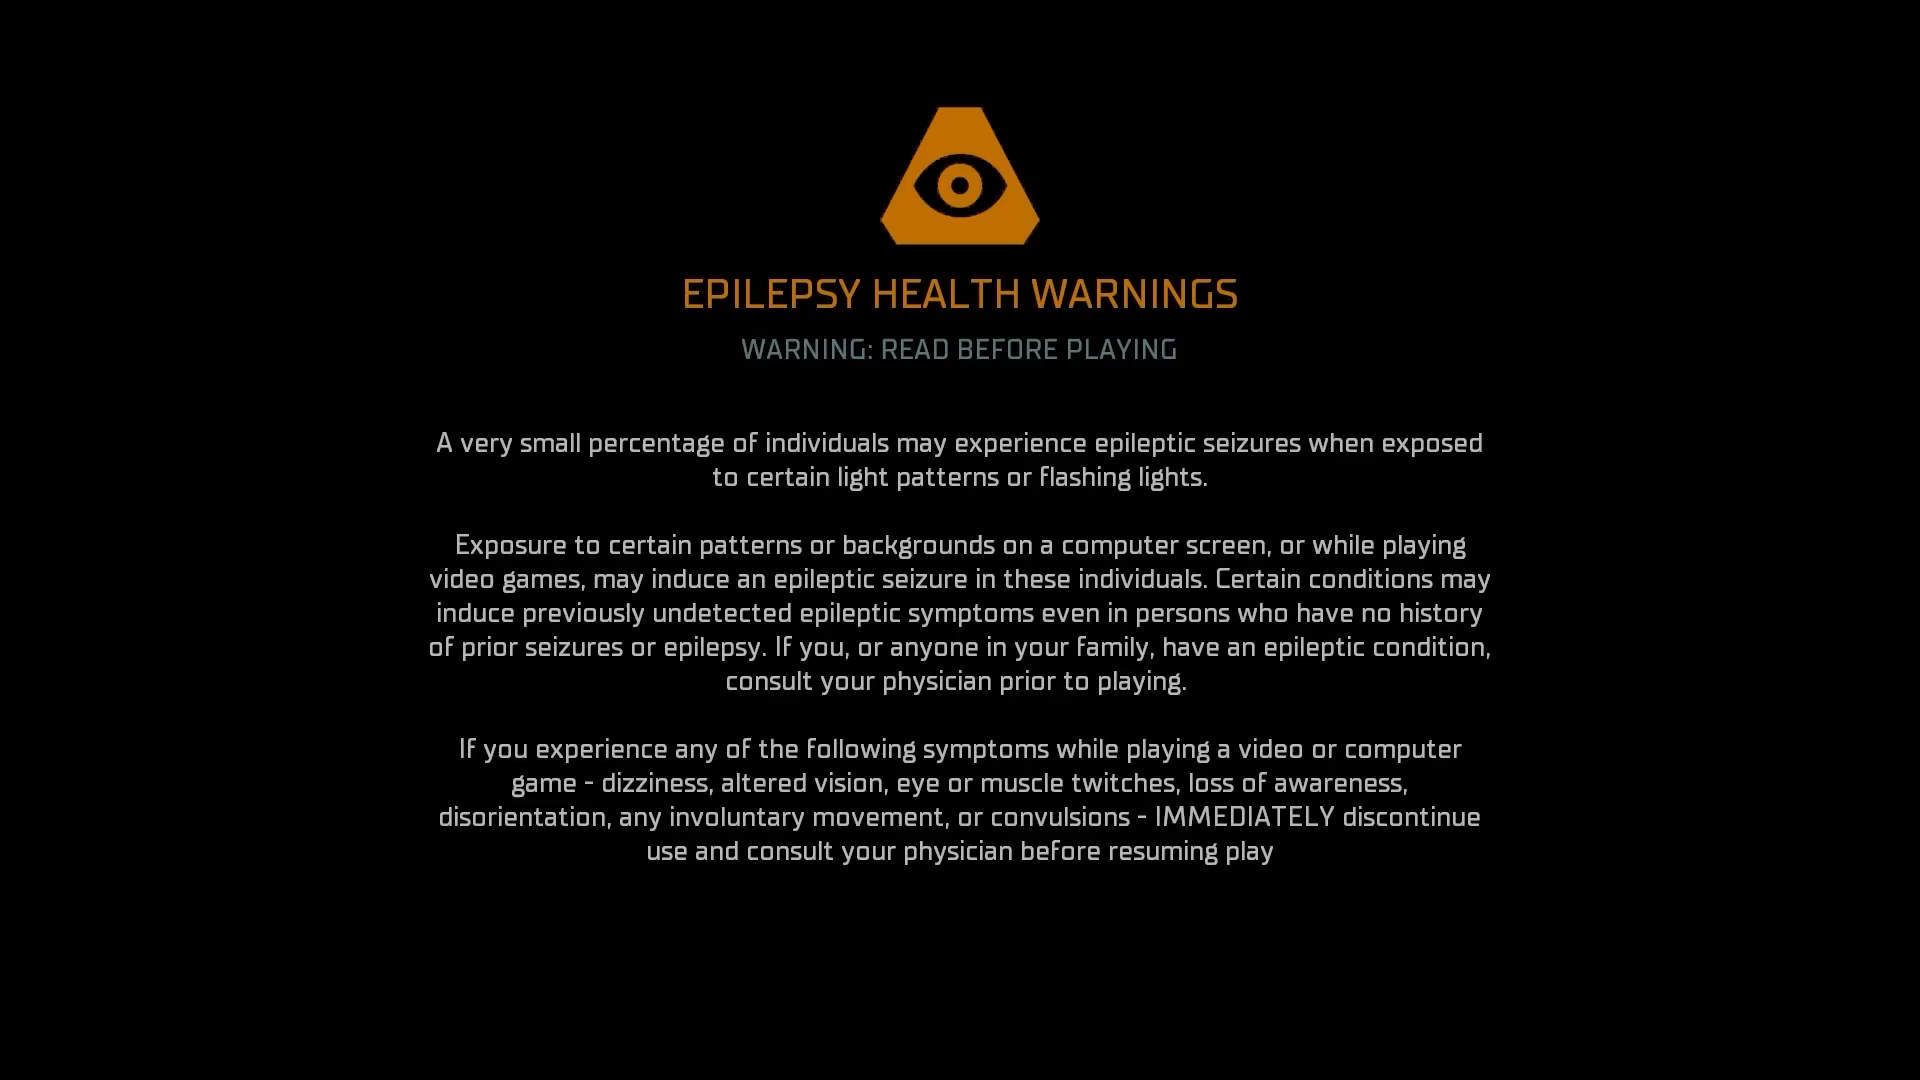 EPILEPSY HEALTH WARNINGS
WARNING: READ BEFORE PLAYING
A very small percentage of individuals may experience epileptic seizures when exposed
to certain light patterns or flashing lights.
Exposure to certain patterns or backgrounds on a computer screen, or while playing
video games, may induce an epileptic seizure in these individuals. Certain conditions may
induce previously undetected epileptic symptoms even in persons who have no history
of prior seizures or epilepsy. If you, or anyone in your family, have an epileptic condition,
consult your physician prior to playing.
If you experience any of the following symptoms while playing a video or computer
game - dizziness, altered vision, eye or muscle twitches, loss of awareness,
disorientation, any involuntary movement, or convulsions - IMMEDIATELY discontinue
use and consult your physician before resuming play